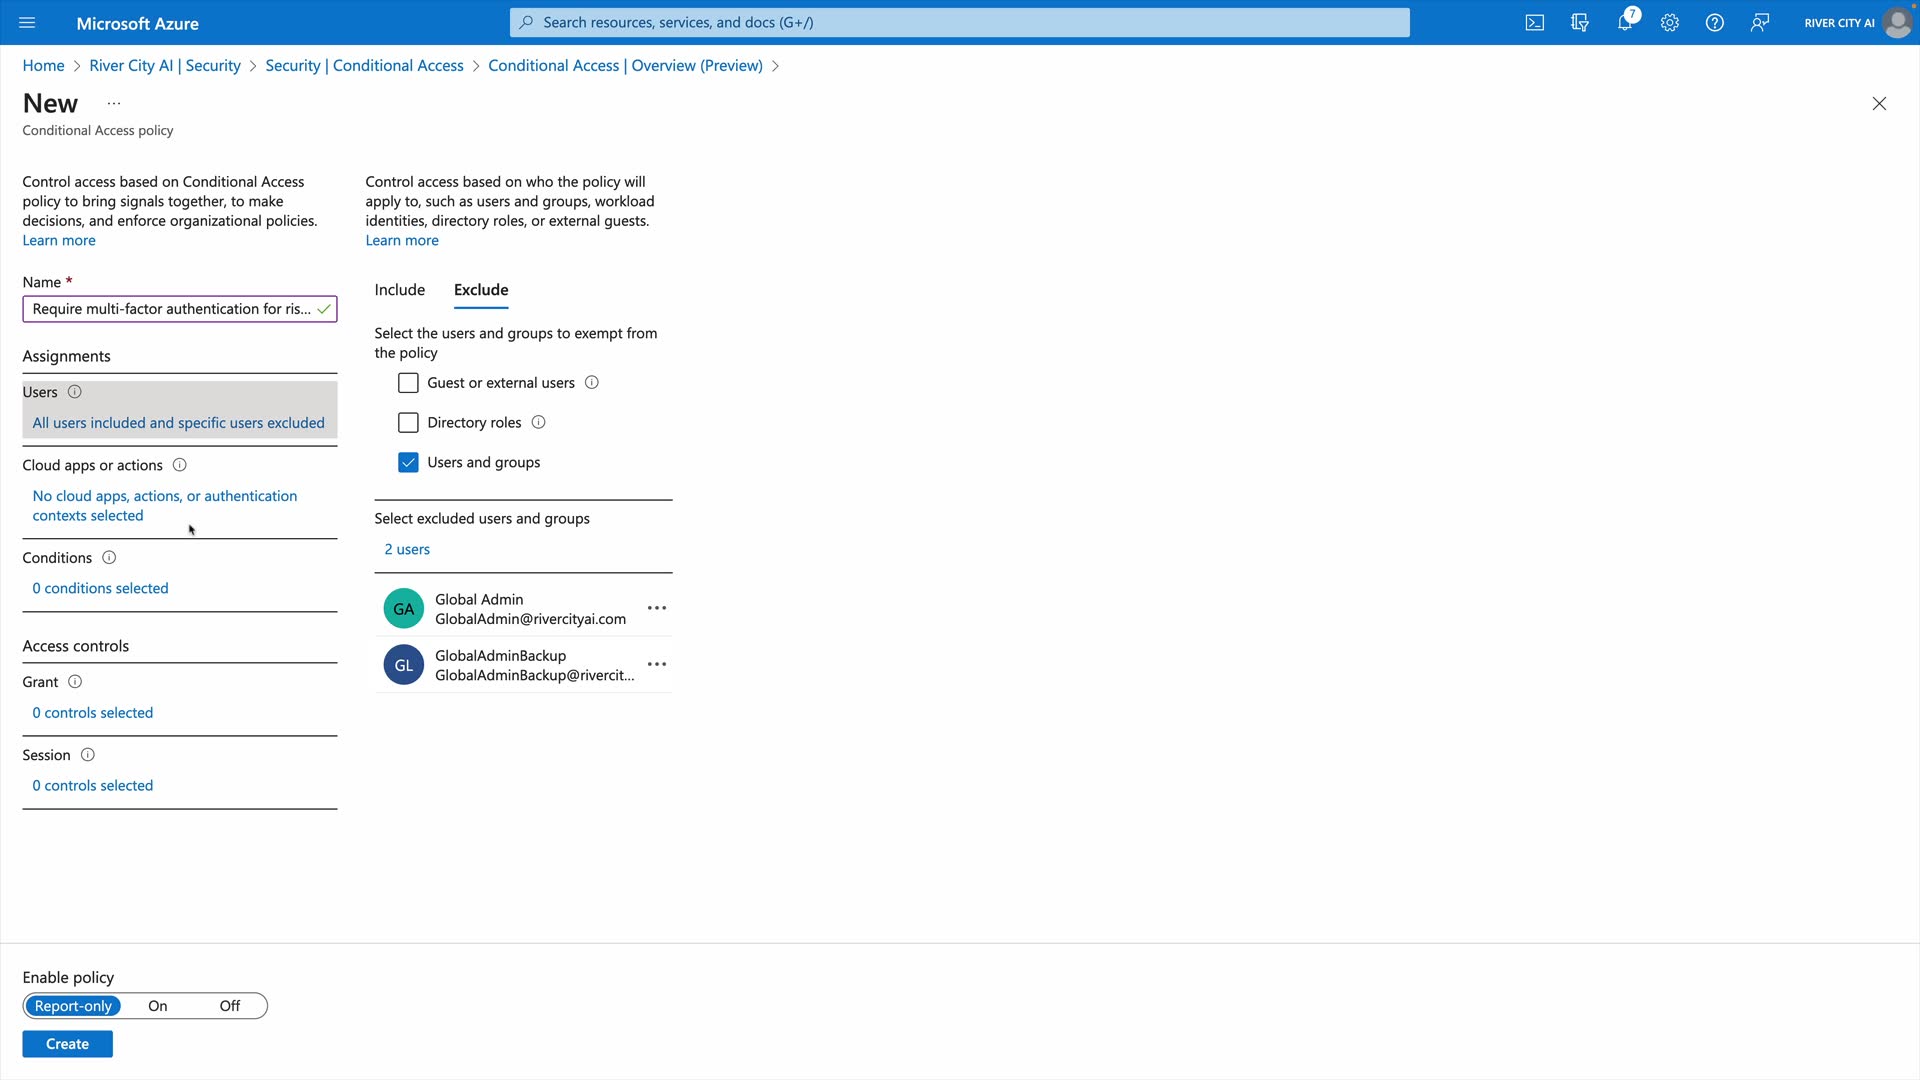 Microsoft Azure
Search resources, services, and docs (G+/)
7
RIVER CITY AI
Home > River City AI | Security > Security | Conditional Access > Conditional Access | Overview (Preview) >
New ...
Conditional Access policy
Control access based on Conditional Access
policy to bring signals together, to make
decisions, and enforce organizational policies.
Learn more
Name *
Require multi-factor authentication for ris...
Assignments
Users
All users included and specific users excluded
Cloud apps or actions
No cloud apps, actions, or authentication
contexts selected
Conditions
0 conditions selected
Access controls
Grant
0 controls selected
Session
0 controls selected
Control access based on who the policy will
apply to, such as users and groups, workload
identities, directory roles, or external guests.
Learn more
Include Exclude
Select the users and groups to exempt from
the policy
Guest or external users
Directory roles
Users and groups
Select excluded users and groups
2 users
GA
Global Admin
GlobalAdmin@rivercityai.com
GL
GlobalAdminBackup
GlobalAdminBackup@rivercit...
Enable policy
Report-only On Off
Create